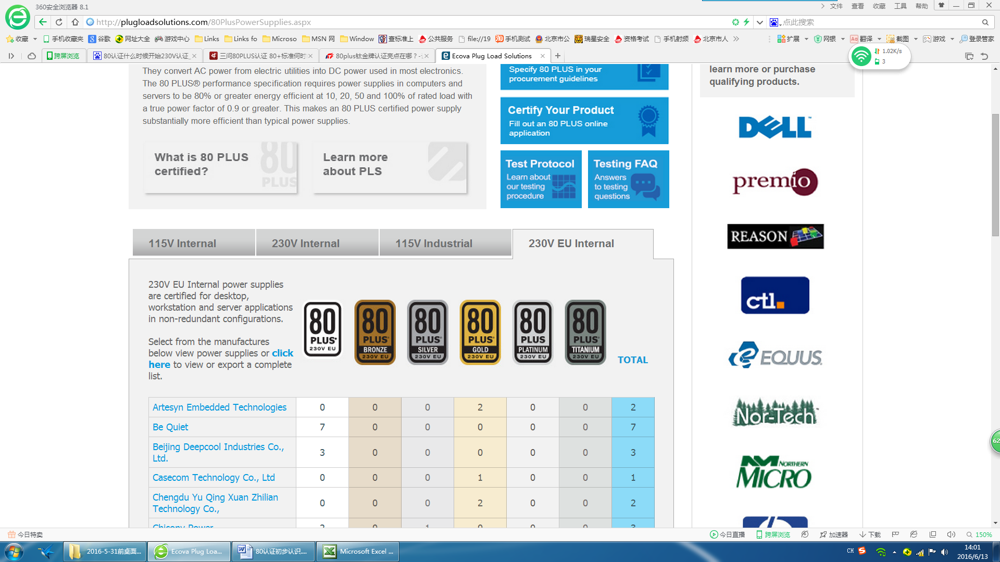 360安全浏览器 8.1
文件 查看 收藏 工具 帮助
http://plugloadsolutions.com/80PlusPowerSupplies.aspx
点此搜索
收藏 手机收藏夹 谷歌 网址大全 游戏中心 Links Links fo Microso MSN 网 Window 查标准上 公共服务 file://19 手机测试 北京市公 瑞星安全 资格考试 手机射频 北京市人 扩展 网银 翻译 截图 游戏 登录管家
跨屏浏览 80认证什么时候开始230V认证_ 三问80PLUS认证 80+标准何时 80plus钛金牌认证亮点在哪？- Ecova Plug Load Solutions
1.02K/s
3
They convert AC power from electric utilities into DC power used in most electronics.
The 80 PLUS® performance specification requires power supplies in computers and
servers to be 80% or greater energy efficient at 10, 20, 50 and 100% of rated load with
a true power factor of 0.9 or greater. This makes an 80 PLUS certified power supply
substantially more efficient than typical power supplies.
What is 80 PLUS
certified?
80
PLUS
Learn more
about PLS
Specify 80 PLUS in your
procurement guidelines
Certify Your Product
Fill out an 80 PLUS online
application
Test Protocol
Learn about
our testing
procedure
Testing FAQ
Answers
to testing
questions
learn more or purchase
qualifying products.
DELL™
premio
REASON
ctl.
EQUUS
Nor-Tech
NORTHERN
MICRO
115V Internal 230V Internal 115V Industrial 230V EU Internal
230V EU Internal power supplies
are certified for desktop,
workstation and server applications
in non-redundant configurations.
Select from the manufactures
below view power supplies or click
here to view or export a complete
list.
80 PLUS 230V EU
80 PLUS BRONZE 230V EU
80 PLUS SILVER 230V EU
80 PLUS GOLD 230V EU
80 PLUS PLATINUM 230V EU
80 PLUS TITANIUM 230V EU
TOTAL
Artesyn Embedded Technologies 0 0 0 2 0 0 2
Be Quiet 7 0 0 0 0 0 7
Beijing Deepcool Industries Co.,
Ltd. 3 0 0 0 0 0 3
Casecom Technology Co., Ltd 0 0 0 1 0 0 1
Chengdu Yu Qing Xuan Zhilian
Technology Co., 0 0 0 2 0 0 2
Chicony Power 2 0 1 0 0 0 3
62
今日特卖
今日直播 跨屏浏览 加速器 下载 150%
2016-5-31前桌面... Ecova Plug Loa... 80认证初步认识.... Microsoft Excel ...
CH
14:01
2016/6/13